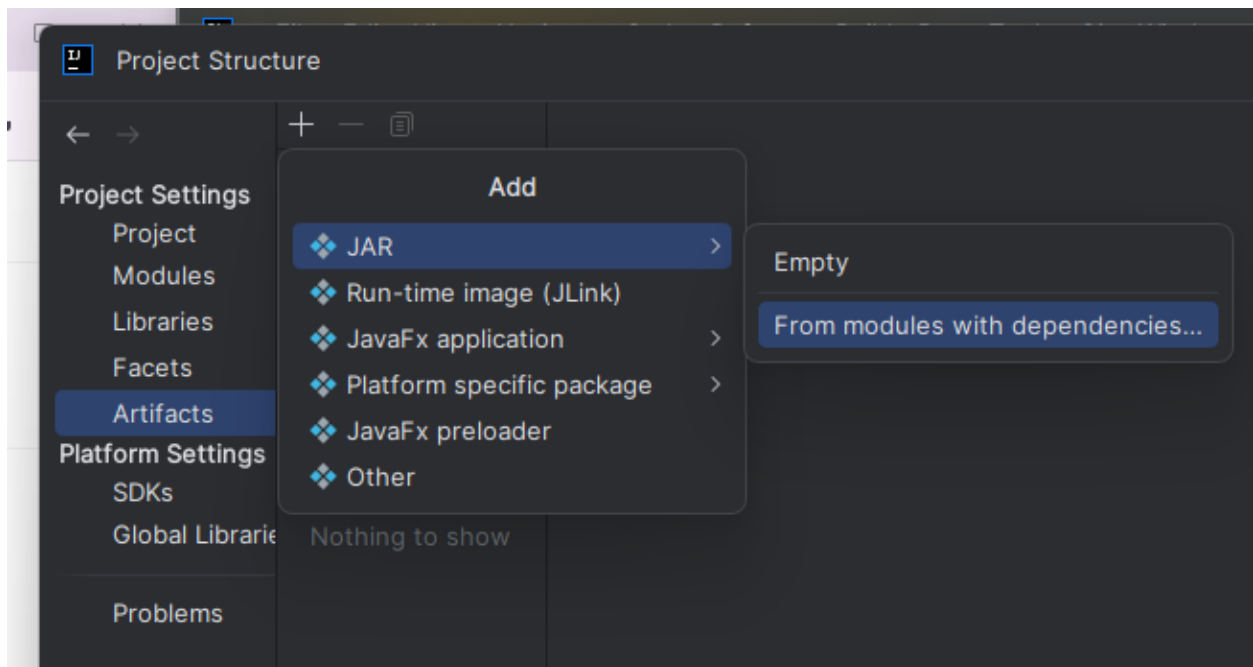 Project Structure
Project Settings
Project
Modules
Libraries
Facets
Artifacts
Platform Settings
SDKs
Global Librarie
Problems
Add
JAR
Run-time image (JLink)
JavaFx application
Platform specific package
JavaFx preloader
Other
Nothing to show
Empty
From modules with dependencies...